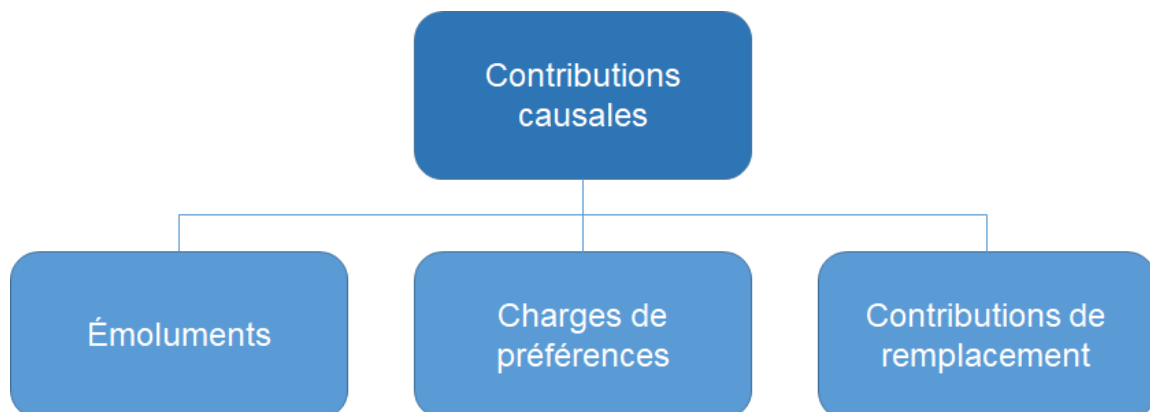 Contributions
causales
Émoluments
Charges de
préférences
Contributions de
remplacement